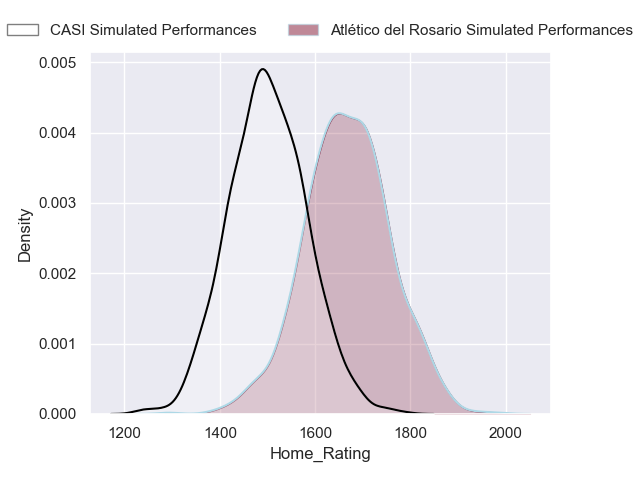 CASI Simulated Performances
Atlético del Rosario Simulated Performances
0.005
0.004
0.003
0.002
0.001
0.000
Density
1200 1400 1600 1800 2000
Home_Rating